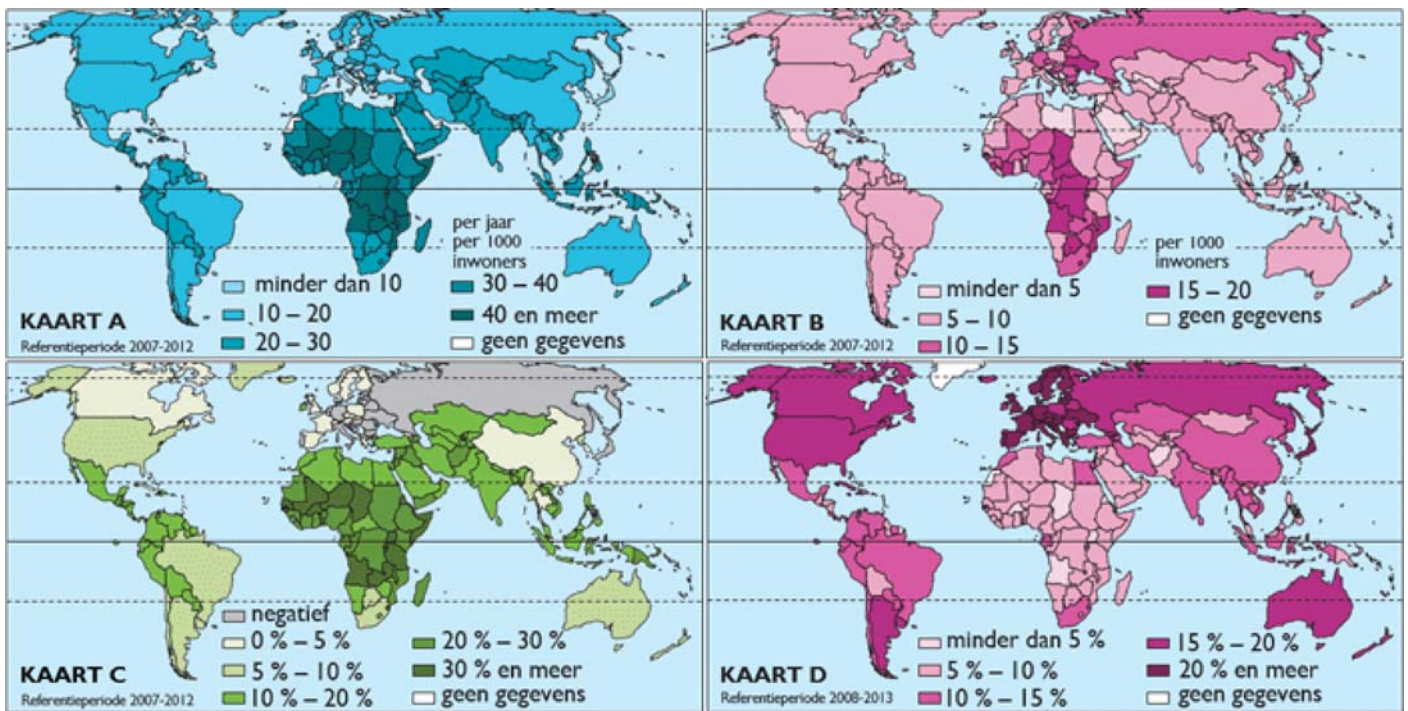 per jaar
per 1000
inwoners
minder dan 10
30 – 40
KAART A
10 – 20
40 en meer
Referentieperiode 2007-2012
20 – 30
geen gegevens
per 1000
inwoners
minder dan 5
15 – 20
KAART B
5 – 10
geen gegevens
Referentieperiode 2007-2012
10 – 15
negatief
0 % – 5 %
20 % – 30 %
KAART C
5 % – 10 %
30 % en meer
Referentieperiode 2007-2012
10 % – 20 %
geen gegevens
minder dan 5 %
15 % – 20 %
KAART D
5 % – 10 %
20 % en meer
Referentieperiode 2008-2013
10 % – 15 %
geen gegevens